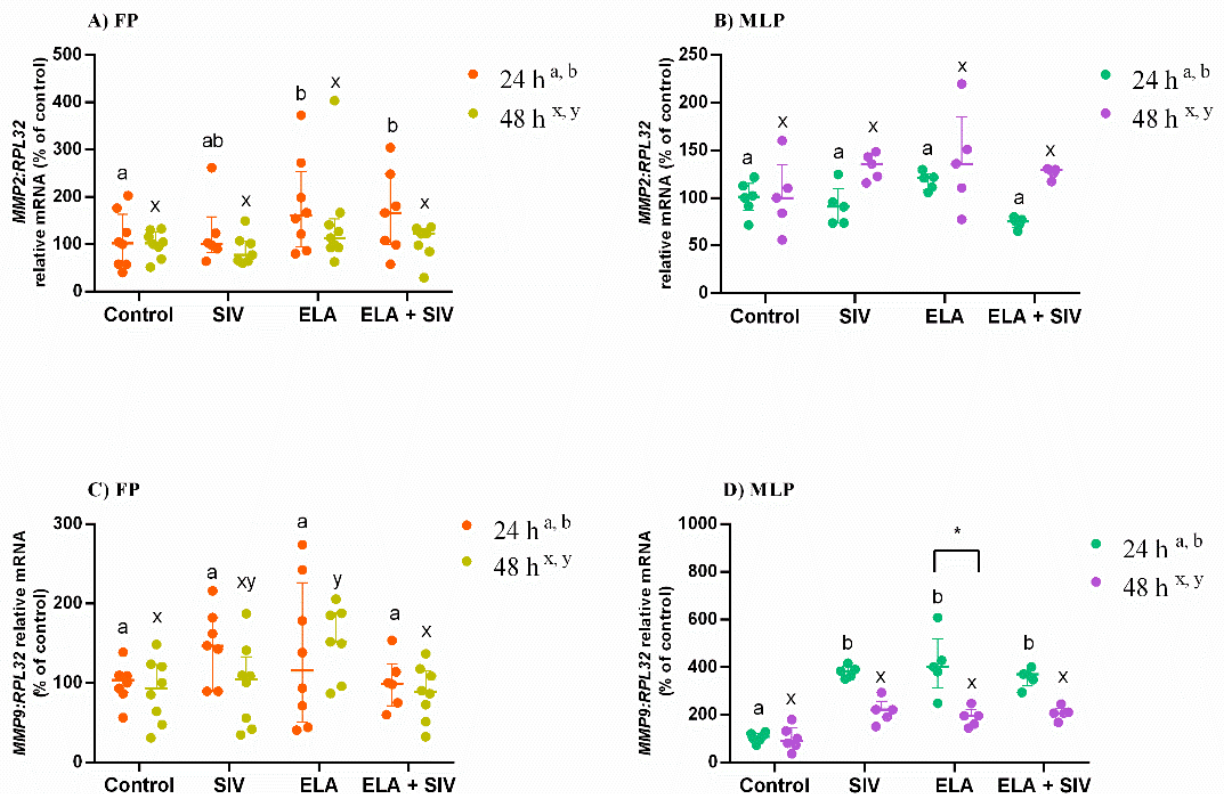 A) FP
MMP2:RPL32
relative mRNA (% of control)
500
400
300
200
100
0
a
x
ab
x
b
x
b
x
Control SIV ELA ELA + SIV
24 h a, b
48 h x, y
B) MLP
MMP2:RPL32
relative mRNA (% of control)
250
200
150
100
50
0
a
x
a
x
a
x
a
x
Control SIV ELA ELA + SIV
24 h a, b
48 h x, y
C) FP
MMP9:RPL32 relative mRNA
(% of control)
300
200
100
0
a
x
a
xy
a
y
a
x
Control SIV ELA ELA + SIV
24 h a, b
48 h x, y
D) MLP
MMP9:RPL32 relative mRNA
(% of control)
1000
800
600
400
200
0
a
x
b
x
*
b
x
b
x
Control SIV ELA ELA + SIV
24 h a, b
48 h x, y